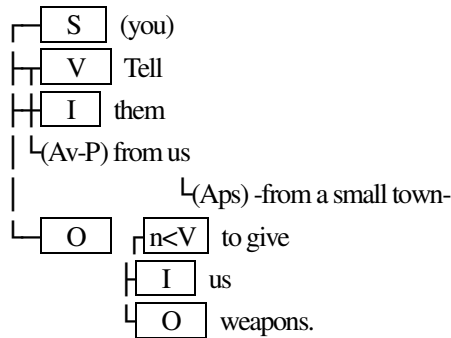 S (you)
V Tell
I them
(Av-P) from us
(Aps) -from a small town-
O n<V to give
I us
O weapons.